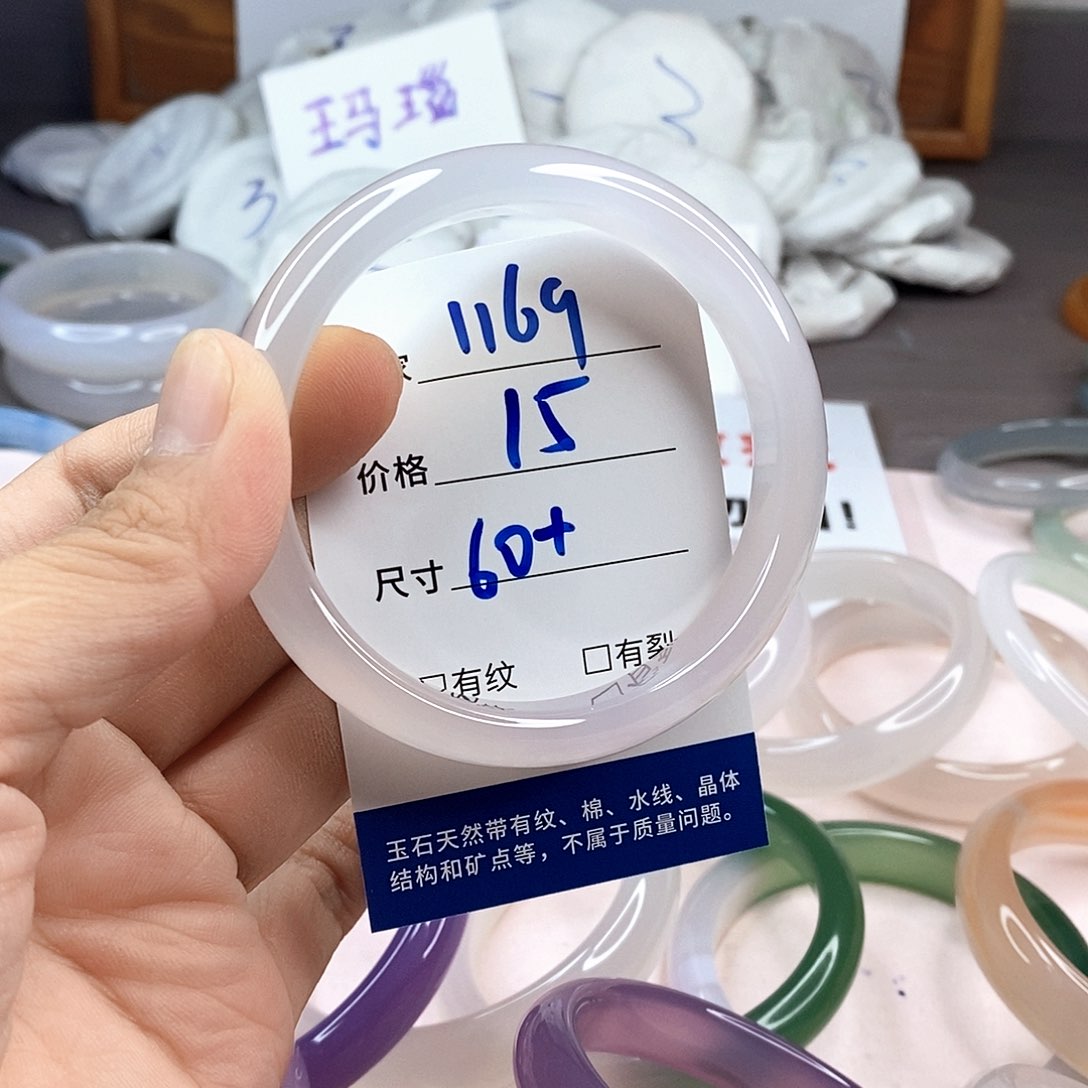 玛瑙
3
1169
价格 15
尺寸 60+
□有纹 □有裂
玉石天然带有纹、棉、水线、晶体
结构和矿点等，不属于质量问题。